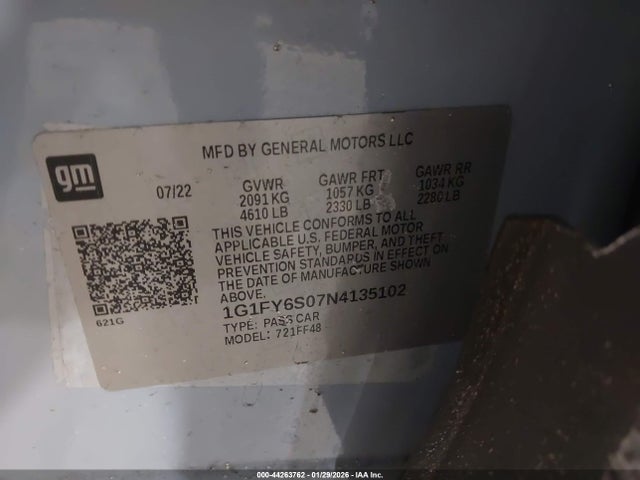 gm
MFD BY GENERAL MOTORS LLC
07/22
GVWR
2091 KG
4610 LB
GAWR FRT
1057 KG
2330 LB
GAWR RR
1034 KG
2280 LB
THIS VEHICLE CONFORMS TO ALL
APPLICABLE U.S. FEDERAL MOTOR
VEHICLE SAFETY, BUMPER, AND THEFT
PREVENTION STANDARDS IN EFFECT ON
THE DATE OF MANUFACTURE SHOWN
ABOVE.
1G1FY6S07N4135102
TYPE: PASS CAR
MODEL: 721FF48
621G
000-44263762 - 01/29/2026 - IAA Inc.